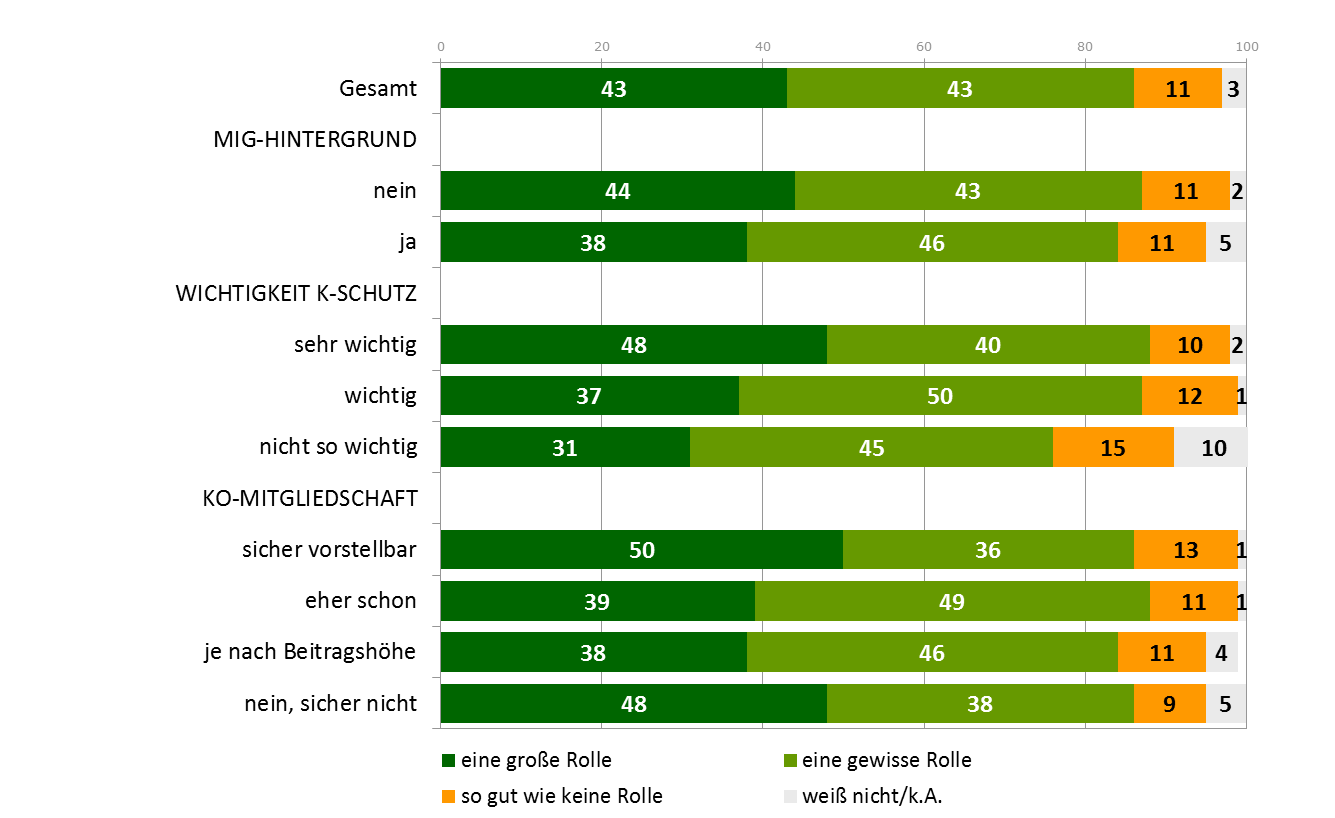 0 20 40 60 80 100
Gesamt 43 43 11 3
MIG-HINTERGRUND
nein 44 43 11 2
ja 38 46 11 5
WICHTIGKEIT K-SCHUTZ
sehr wichtig 48 40 10 2
wichtig 37 50 12 1
nicht so wichtig 31 45 15 10
KO-MITGLIEDSCHAFT
sicher vorstellbar 50 36 13 1
eher schon 39 49 11 1
je nach Beitragshöhe 38 46 11 4
nein, sicher nicht 48 38 9 5
eine große Rolle eine gewisse Rolle
so gut wie keine Rolle weiß nicht/k.A.